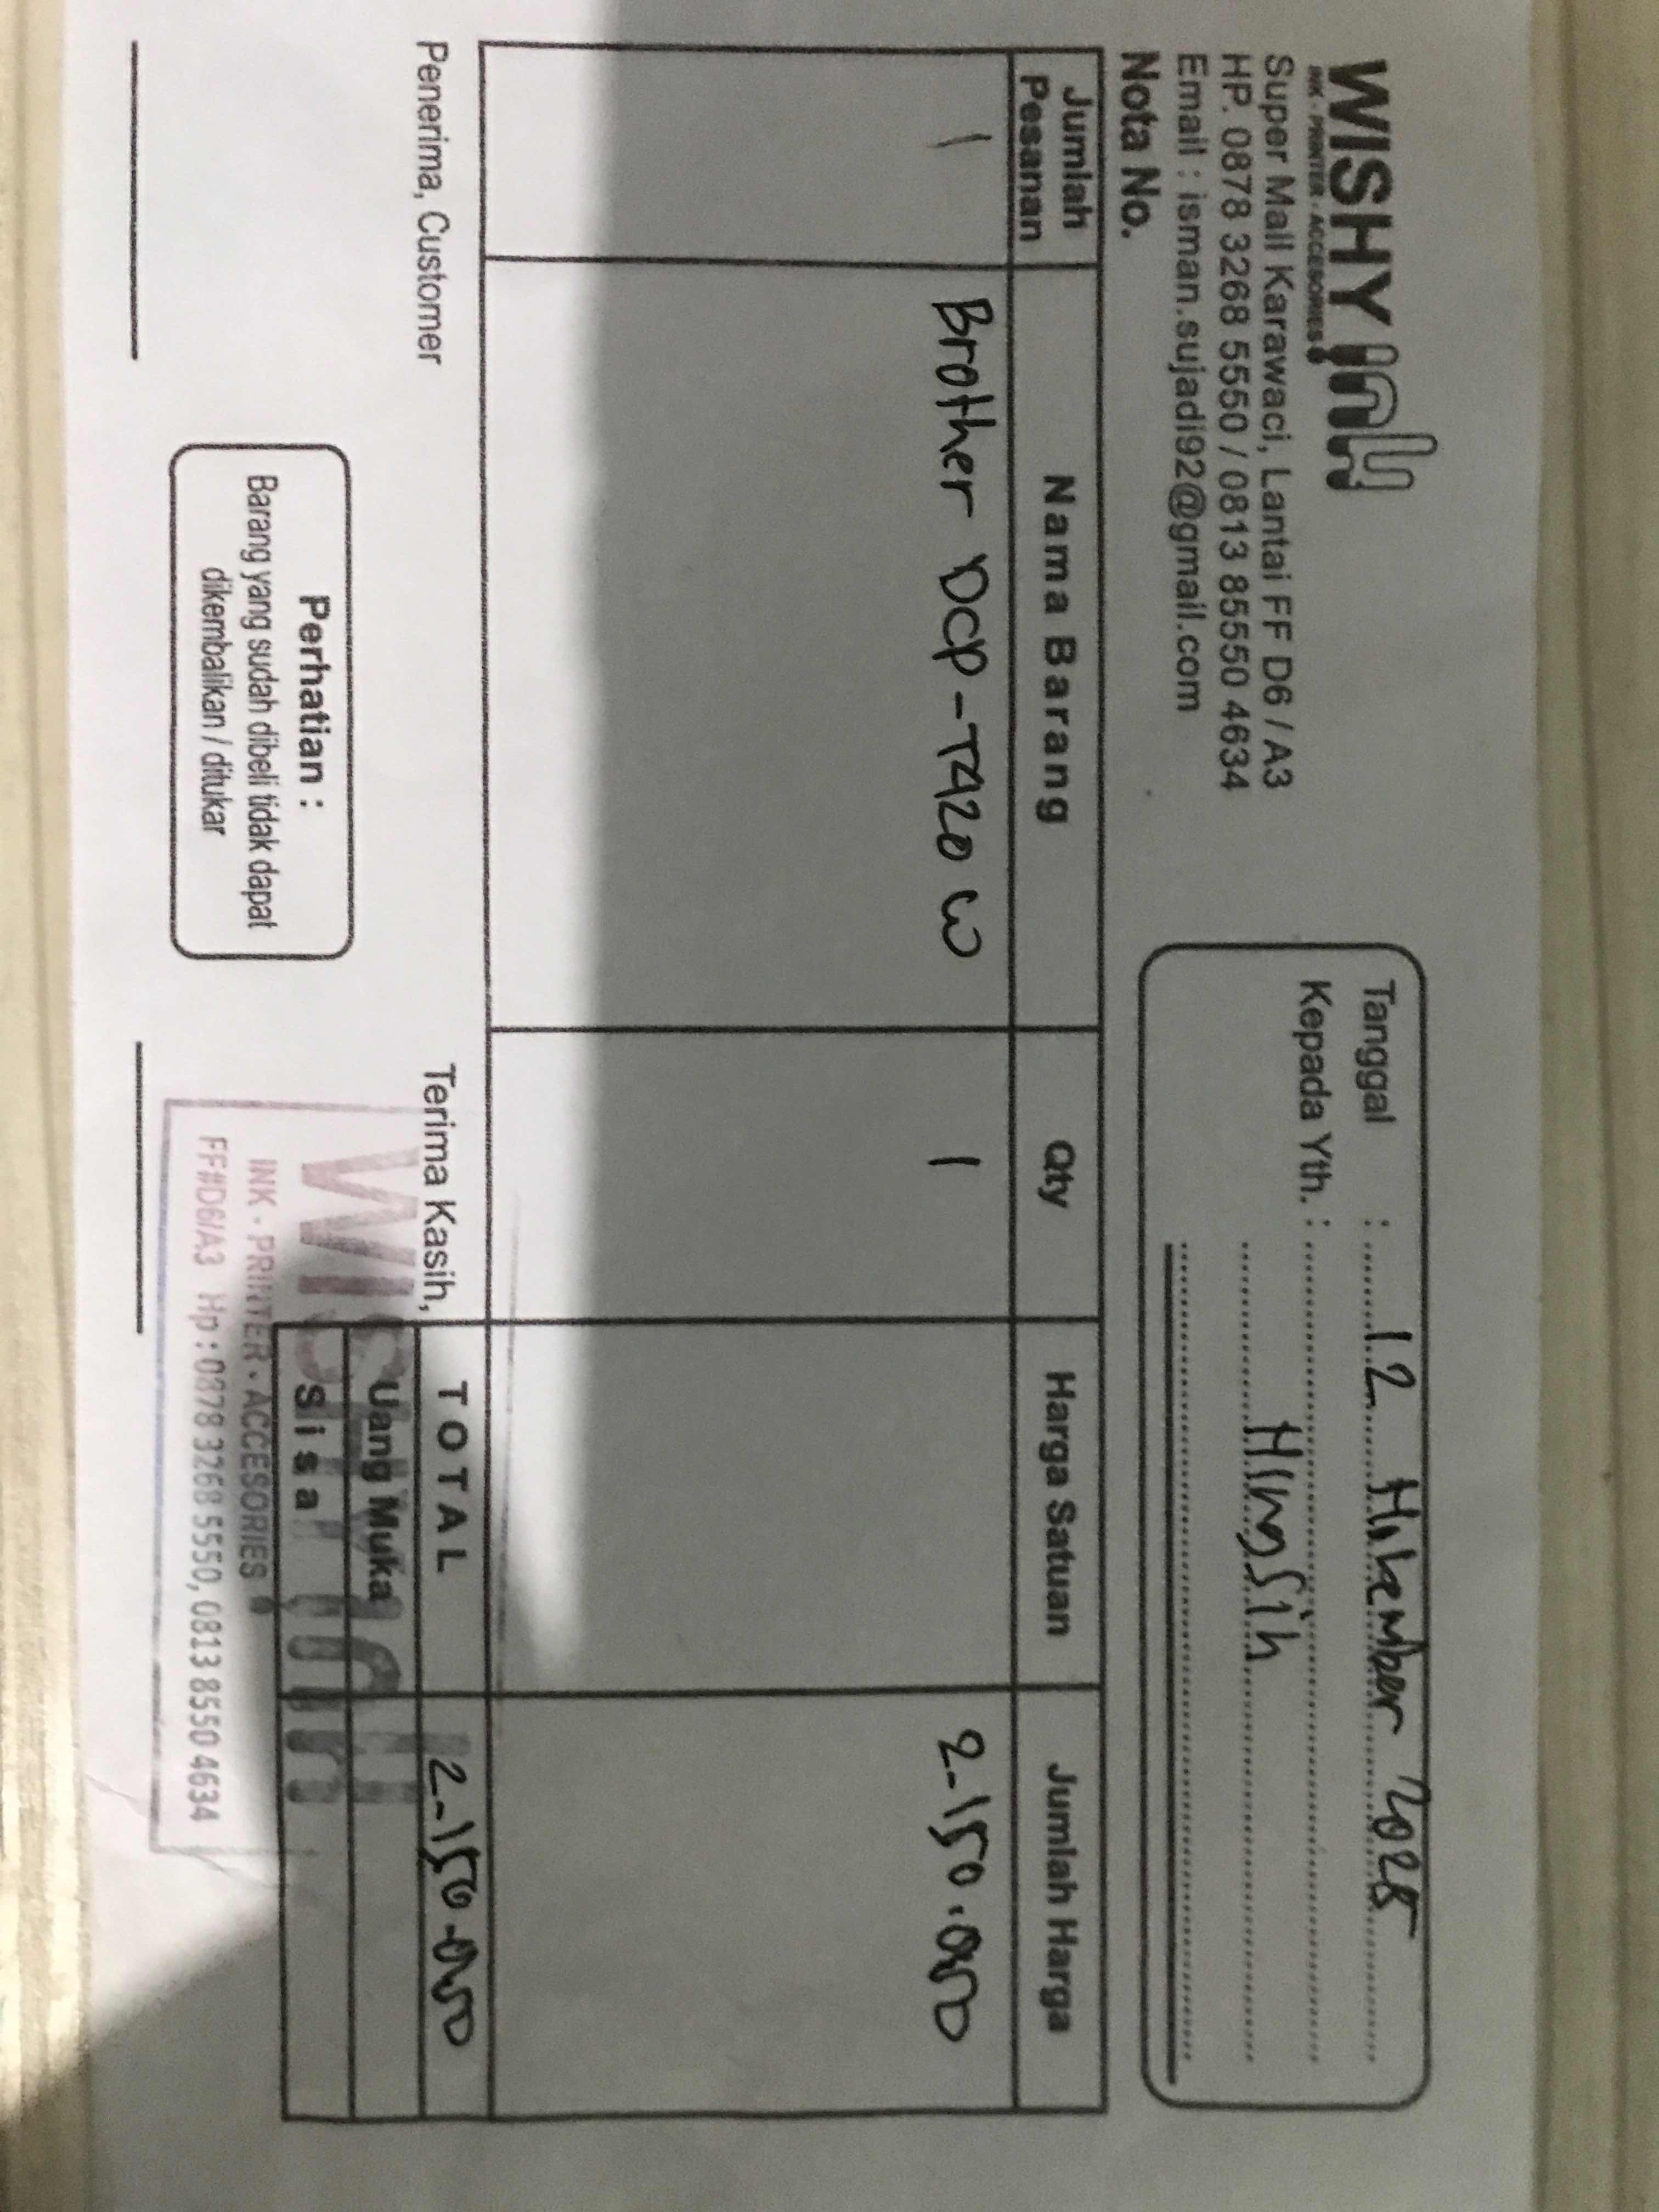 WISHY ink
INK - PRINTER - ACCESORIES
Super Mall Karawaci, Lantai FF D6 / A3
HP. 0878 3268 5550 / 0813 85550 4634
Email : isman.sujadi92@gmail.com
Nota No.
Tanggal : 12 2025
Kepada Yth. :
Jumlah Pesanan Nama Barang Qty Harga Satuan Jumlah Harga
1 Brother DCP-T420 W 1 2.150.000
TOTAL 2.150.000
Uang Muka
Sisa
Penerima, Customer
Terima Kasih,
Perhatian :
Barang yang sudah dibeli tidak dapat
dikembalikan / ditukar
WISHY ink
INK - PRINTER - ACCESORIES
FF#D6/A3 Hp : 0878 3268 5550, 0813 8550 4634